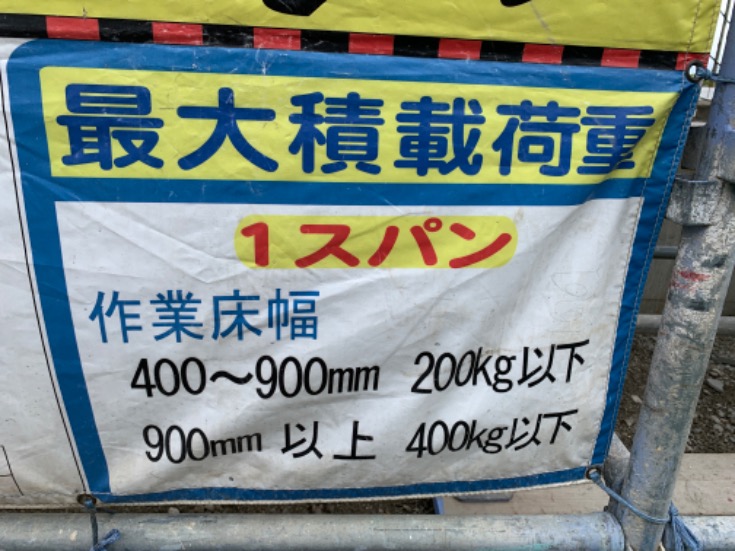 最大積載荷重
1スパン
作業床幅
400〜900mm 200kg以下
900mm 以上 400kg以下